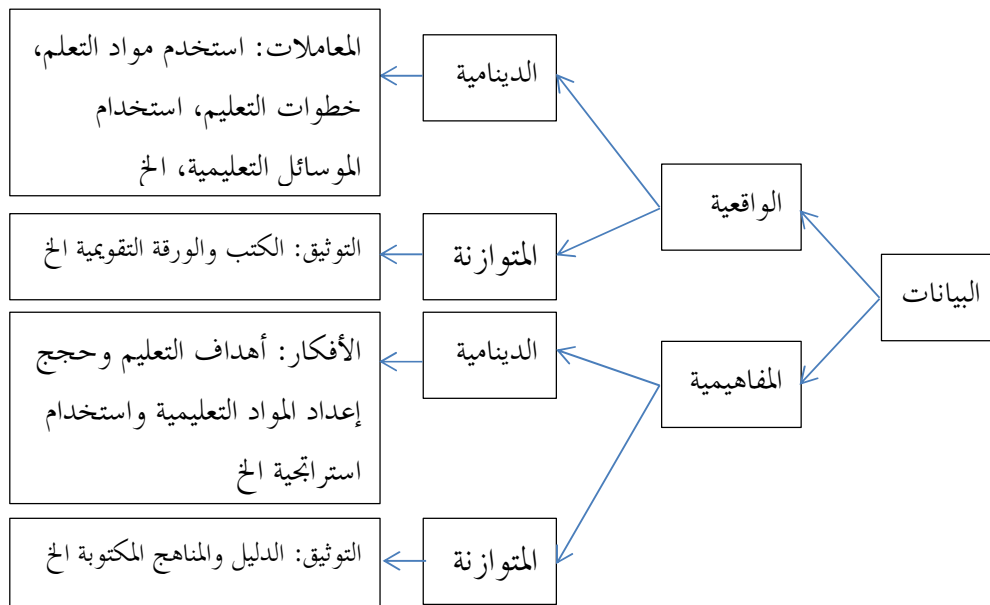 البيانات
الواقعية
الدينامية
المعاملات: استخدم مواد التعلم،
خطوات التعليم، استخدام
الموسائل التعليمية، الخ
المتوازنة
التوثيق: الكتب والورقة التقويمية الخ
المفاهيمية
الدينامية
الأفكار: أهداف التعليم وحجج
إعداد المواد التعليمية واستخدام
استراتجية الخ
المتوازنة
التوثيق: الدليل والمناهج المكتوبة الخ